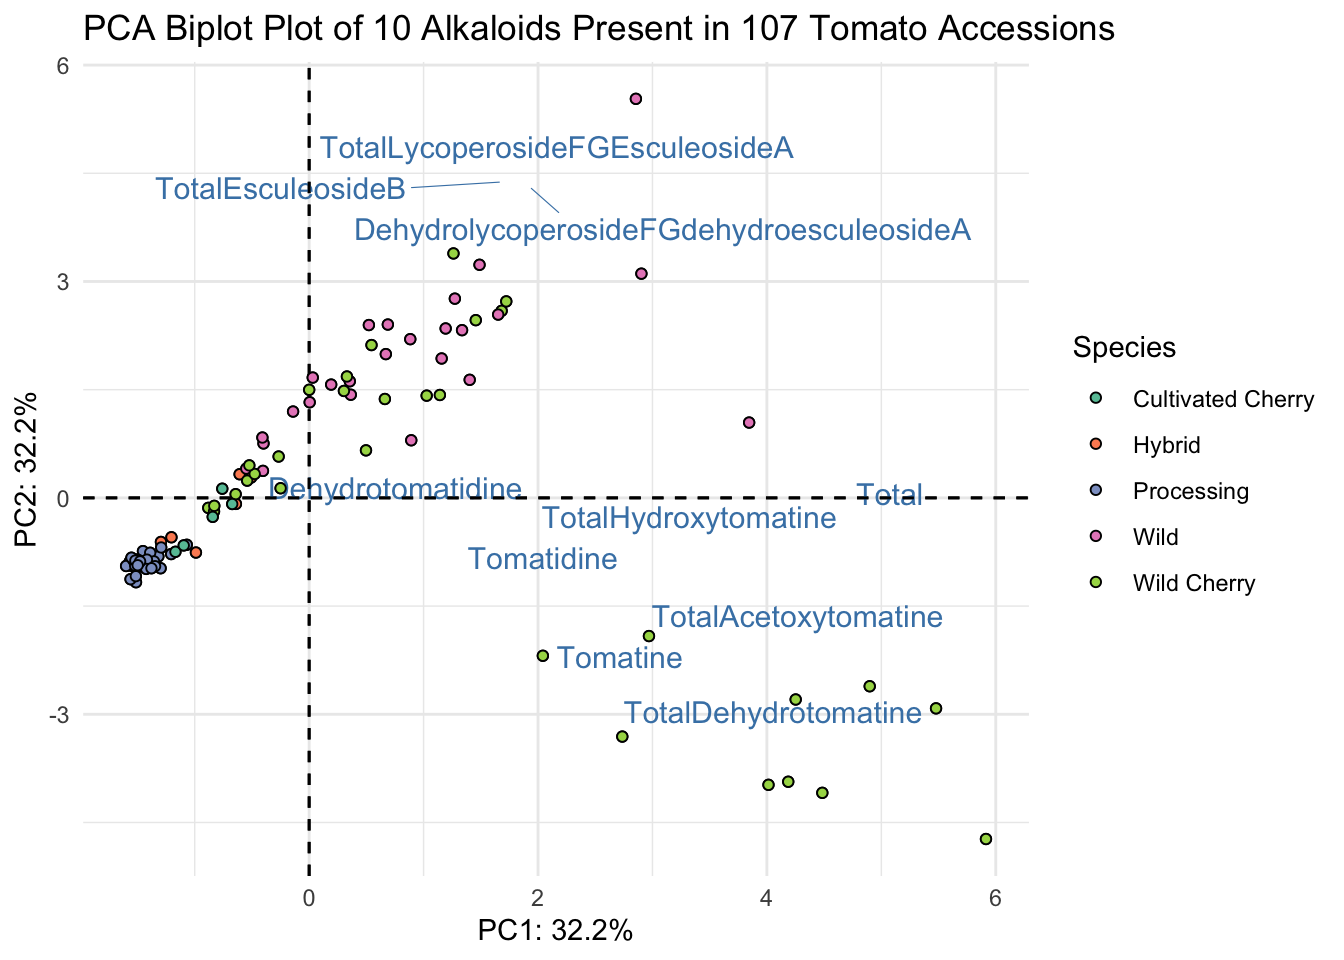 PCA Biplot Plot of 10 Alkaloids Present in 107 Tomato Accessions
6
TotalLycoperosideFGEsculeosideA
TotalEsculeosideB
DehydrolycoperosideFGdehydroesculeosideA
3
PC2: 32.2%
0
Dehydrotomatidine
Total
TotalHydroxytomatine
Tomatidine
TotalAcetoxytomatine
Tomatine
TotalDehydrotomatine
-3
0 2 4 6
PC1: 32.2%
Species
Cultivated Cherry
Hybrid
Processing
Wild
Wild Cherry